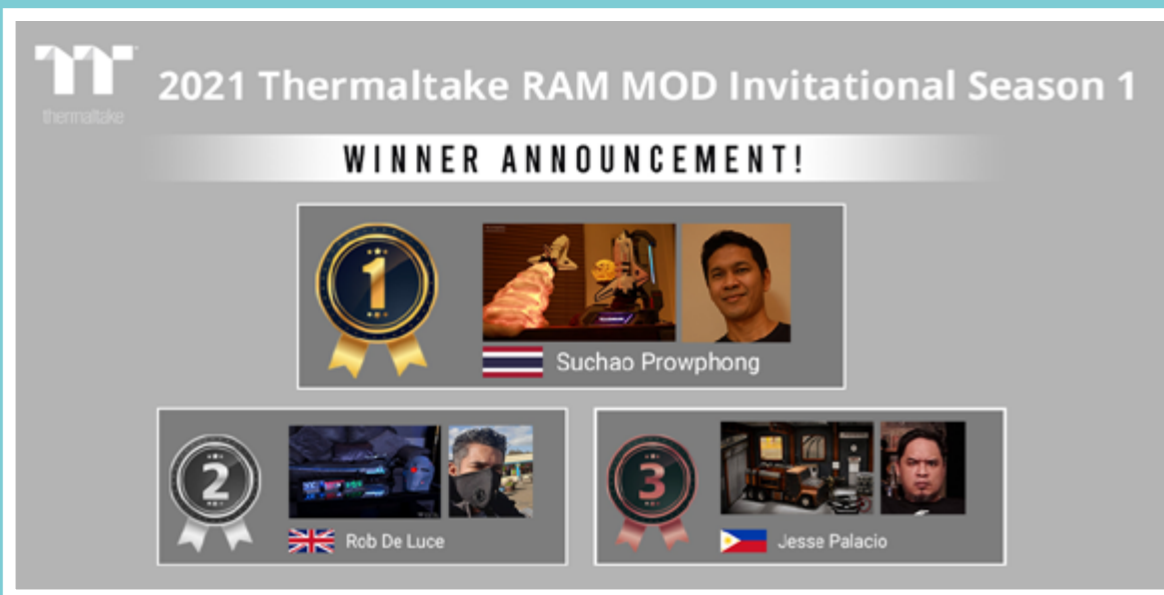 thermaltake
2021 Thermaltake RAM MOD Invitational Season 1
WINNER ANNOUNCEMENT!
1
Suchao Prowphong
2
Rob De Luce
3
Jesse Palacio